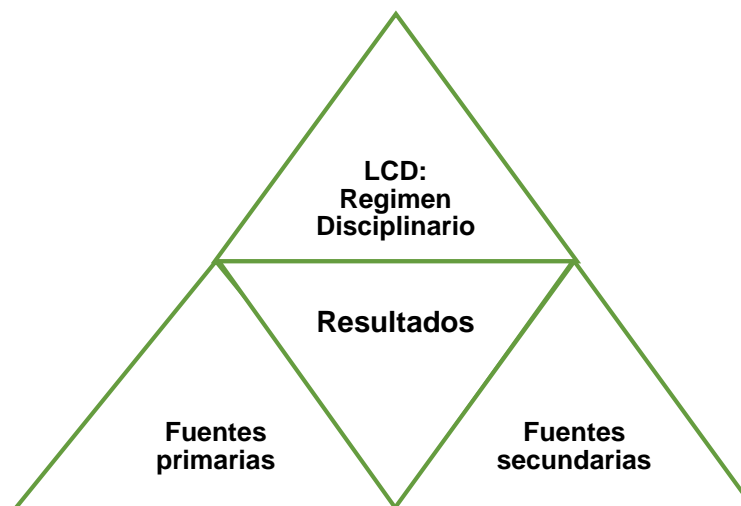 LCD:
Regimen
Disciplinario
Resultados
Fuentes
primarias
Fuentes
secundarias